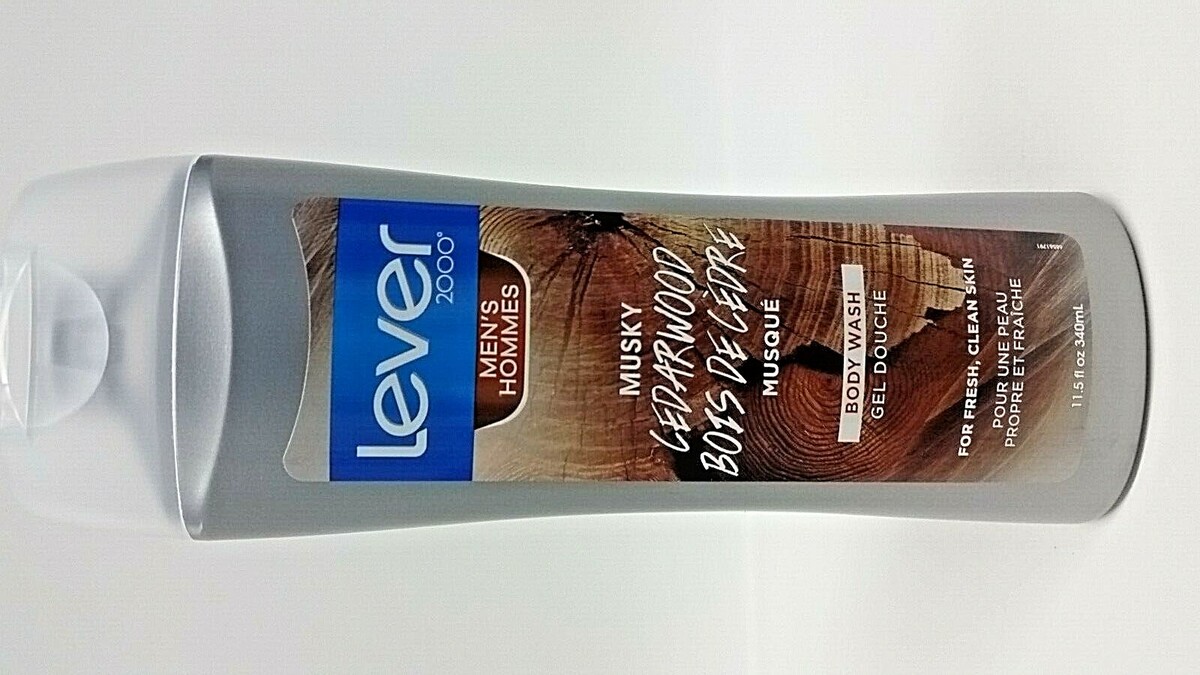 Lever
2000®
MEN'S
HOMMES
MUSKY
CEDARWOOD
BOIS DE CÈDRE
MUSQUÉ
BODY WASH
GEL DOUCHE
FOR FRESH, CLEAN SKIN
POUR UNE PEAU
PROPRE ET FRAÎCHE
11.5 fl oz 340mL